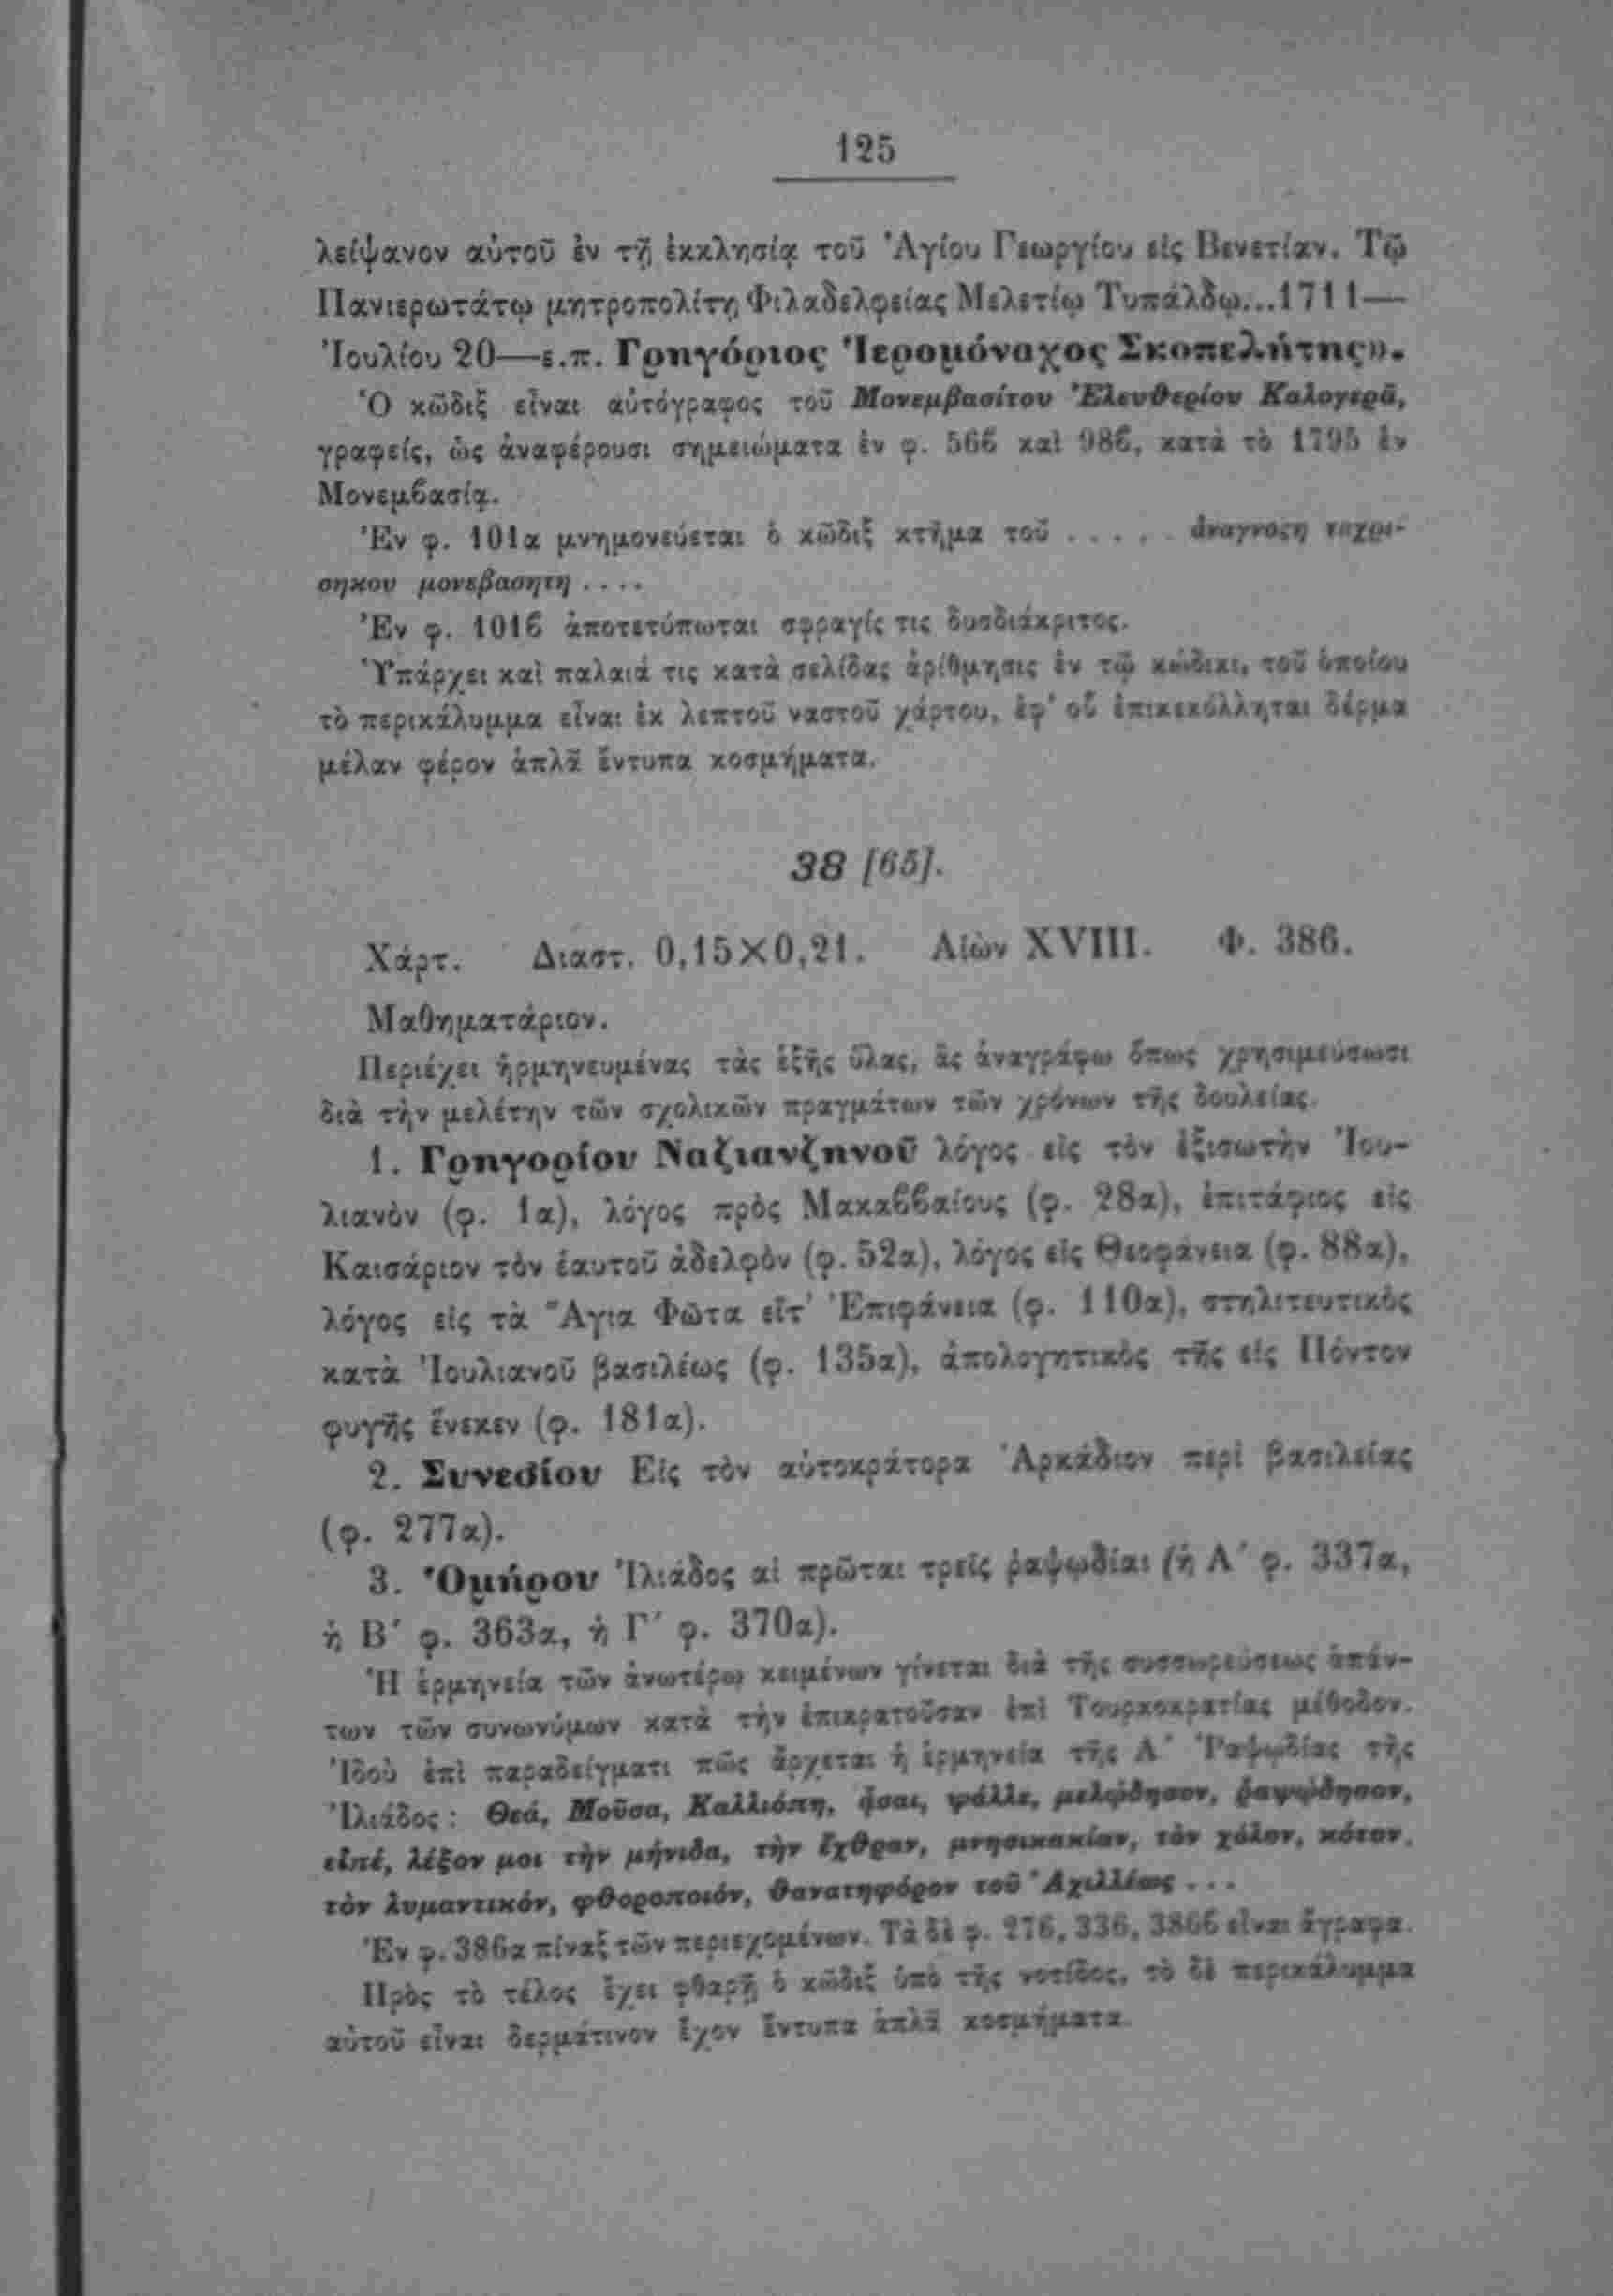 125
λείψανον αὐτοῦ ἐν τῇ ἐκκλησίᾳ τοῦ Ἁγίου Γεωργίου εἰς Βενετίαν. Τῷ
Πανιερωτάτῳ μητροπολίτῃ Φιλαδελφείας Μελετίῳ Τυπάλδῳ...1711—
Ἰουλίου 20—ε.π. Γρηγόριος Ἱερομόναχος Σκοπελίτης».
Ὁ κῶδιξ εἶναι αὐτόγραφος τοῦ Μονεμβασίτου Ἐλευθερίου Καλογερᾶ,
γραφείς, ὡς ἀναφέρουσι σημειώματα ἐν φ. 56ϐ καὶ 98ϐ, κατὰ τὸ 1795 ἐν
Μονεμϐασίᾳ.
Ἐν φ. 101α μνημονεύεται ὁ κῶδιξ κτῆμα τοῦ ..... ἀναγνοςη
σηκου μονεβασητη ....
Ἐν φ. 101ϐ ἀποτετύπωται σφραγίς τις δυσδιάκριτος.
Ὑπάρχει καὶ παλαιά τις κατὰ σελίδας ἀρίθμησις ἐν τῷ κώδικι, τοῦ ὁποίου
τὸ περικάλυμμα εἶναι ἐκ λεπτοῦ ναστοῦ χάρτου, ἐφ' οὗ ἐπικεκόλληται δέρμα
μέλαν φέρον ἁπλᾶ ἔντυπα κοσμήματα.
38 [65].
Χάρτ. Διαστ. 0,15×0,21. Αἰὼν XVIII. Φ. 386.
Μαθηματάριον.
Περιέχει ἡρμηνευμένας τὰς ἑξῆς ὕλας, ἃς ἀναγράφω ὅπως χρησιμεύσωσι
διὰ τὴν μελέτην τῶν σχολικῶν πραγμάτων τῶν χρόνων τῆς δουλείας.
1. Γρηγορίου Ναζιανζηνοῦ λόγος εἰς τὸν ἐξισωτὴν Ἰου-
λιανὸν (φ. 1α), λόγος πρὸς Μακαϐϐαίους (φ. 28α), ἐπιτάφιος εἰς
Καισάριον τὸν ἑαυτοῦ ἀδελφὸν (φ. 52α), λόγος εἰς Θεοφάνεια (φ. 88α),
λόγος εἰς τὰ Ἅγια Φῶτα εἴτ' Ἐπιφάνεια (φ. 110α), στηλιτευτικὸς
κατὰ Ἰουλιανοῦ βασιλέως (φ. 135α), ἀπολογητικὸς τῆς εἰς Πόντον
φυγῆς ἕνεκεν (φ. 181α).
2. Συνεσίου Εἰς τὸν αὐτοκράτορα Ἀρκάδιον περὶ βασιλείας
(φ. 277α).
3. Ὁμήρου Ἰλιάδος αἱ πρῶται τρεῖς ῥαψῳδίαι (ἡ Α' φ. 337α,
ἡ Β' φ. 363α, ἡ Γ' φ. 370α).
Ἡ ἑρμηνεία τῶν ἀνωτέρω κειμένων γίνεται διὰ τῆς συσσωρεύσεως ἁπάν-
των τῶν συνωνύμων κατὰ τὴν ἐπικρατοῦσαν ἐπὶ Τουρκοκρατίας μέθοδον.
Ἰδοὺ ἐπὶ παραδείγματι πῶς ἄρχεται ἡ ἑρμηνεία τῆς Α' Ῥαψῳδίας τῆς
Ἰλιάδος: Θεά, Μοῦσα, Καλλιόπη, ᾆσαι, ψάλλε, μελῴδησον, ῥαψῴδησον,
εἰπέ, λέξον μοι τὴν μήνιδα, τὴν ἔχθραν, μνησικακίαν, τὸν χόλον, κότον,
τὸν λυμαντικόν, φθοροποιόν, θανατηφόρον τοῦ Ἀχιλλέως ...
Ἐν φ. 386α πίναξ τῶν περιεχομένων. Τὰ δὲ φ. 276, 336, 386ϐ εἶναι ἄγραφα.
Πρὸς τὸ τέλος ἔχει φθαρῇ ὁ κῶδιξ ὑπὸ τῆς νοτίδος, τὸ δὲ περικάλυμμα
αὐτοῦ εἶναι δερμάτινον ἔχον ἔντυπα ἁπλᾶ κοσμήματα.